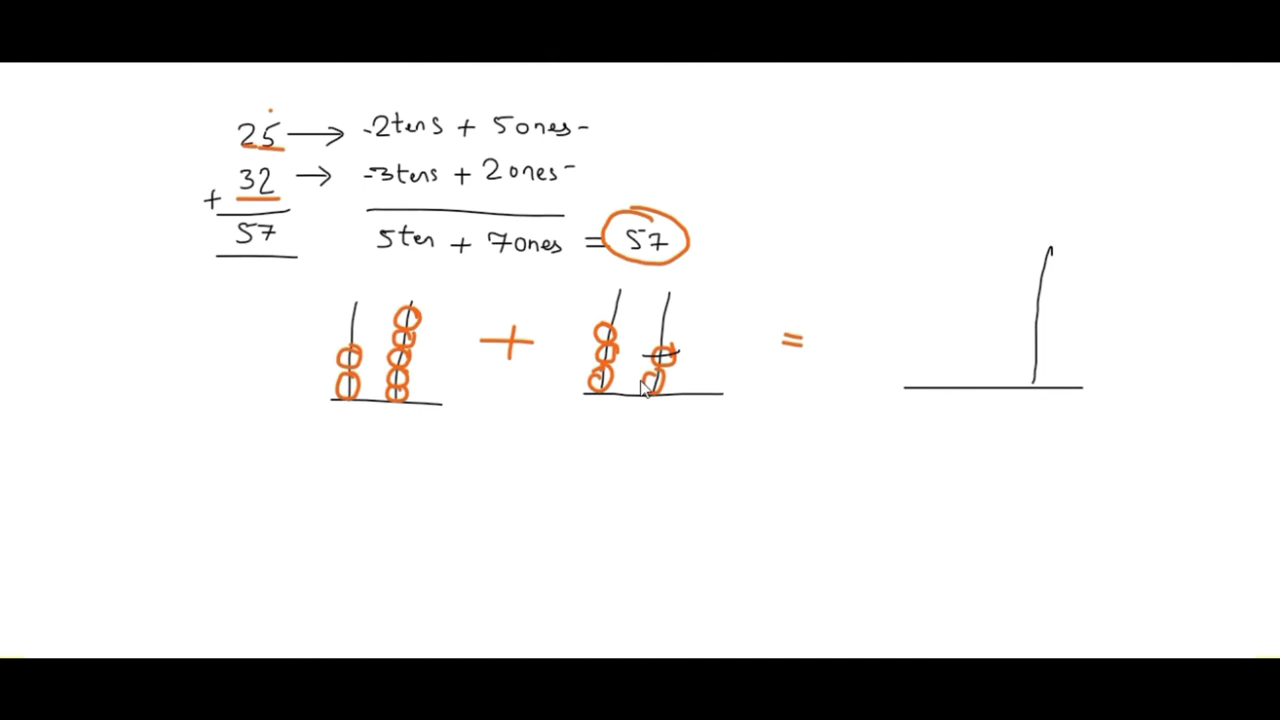 25 → -2tens + 5ones-
+ 32 → -3tens + 2ones-
57 5ten + 7ones = 57
+ =